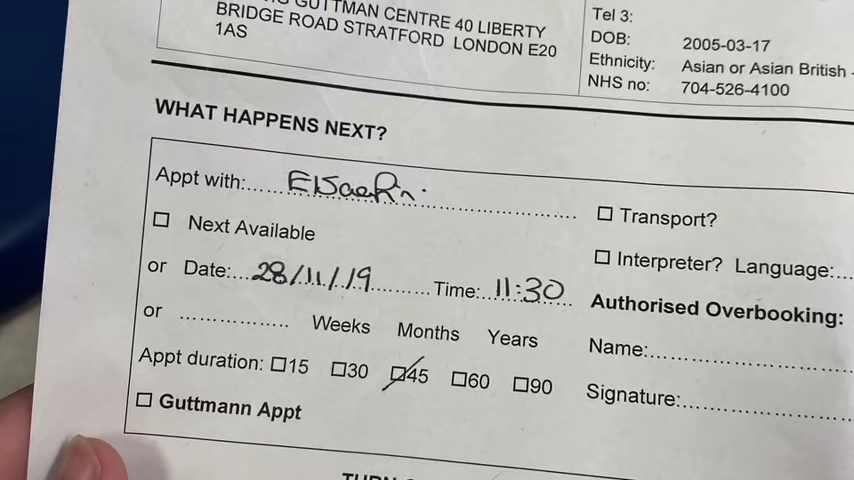 GUTTMAN CENTRE 40 LIBERTY
BRIDGE ROAD STRATFORD LONDON E20
1AS
Tel 3:
DOB: 2005-03-17
Ethnicity: Asian or Asian British -
NHS no: 704-526-4100
WHAT HAPPENS NEXT?
Appt with:
Transport?
Next Available
Interpreter? Language:
or Date: 28/11/19 Time: 11:30
Authorised Overbooking:
or .................. Weeks Months Years
Name:
Appt duration: 15 30 45 60 90
Signature:
Guttmann Appt